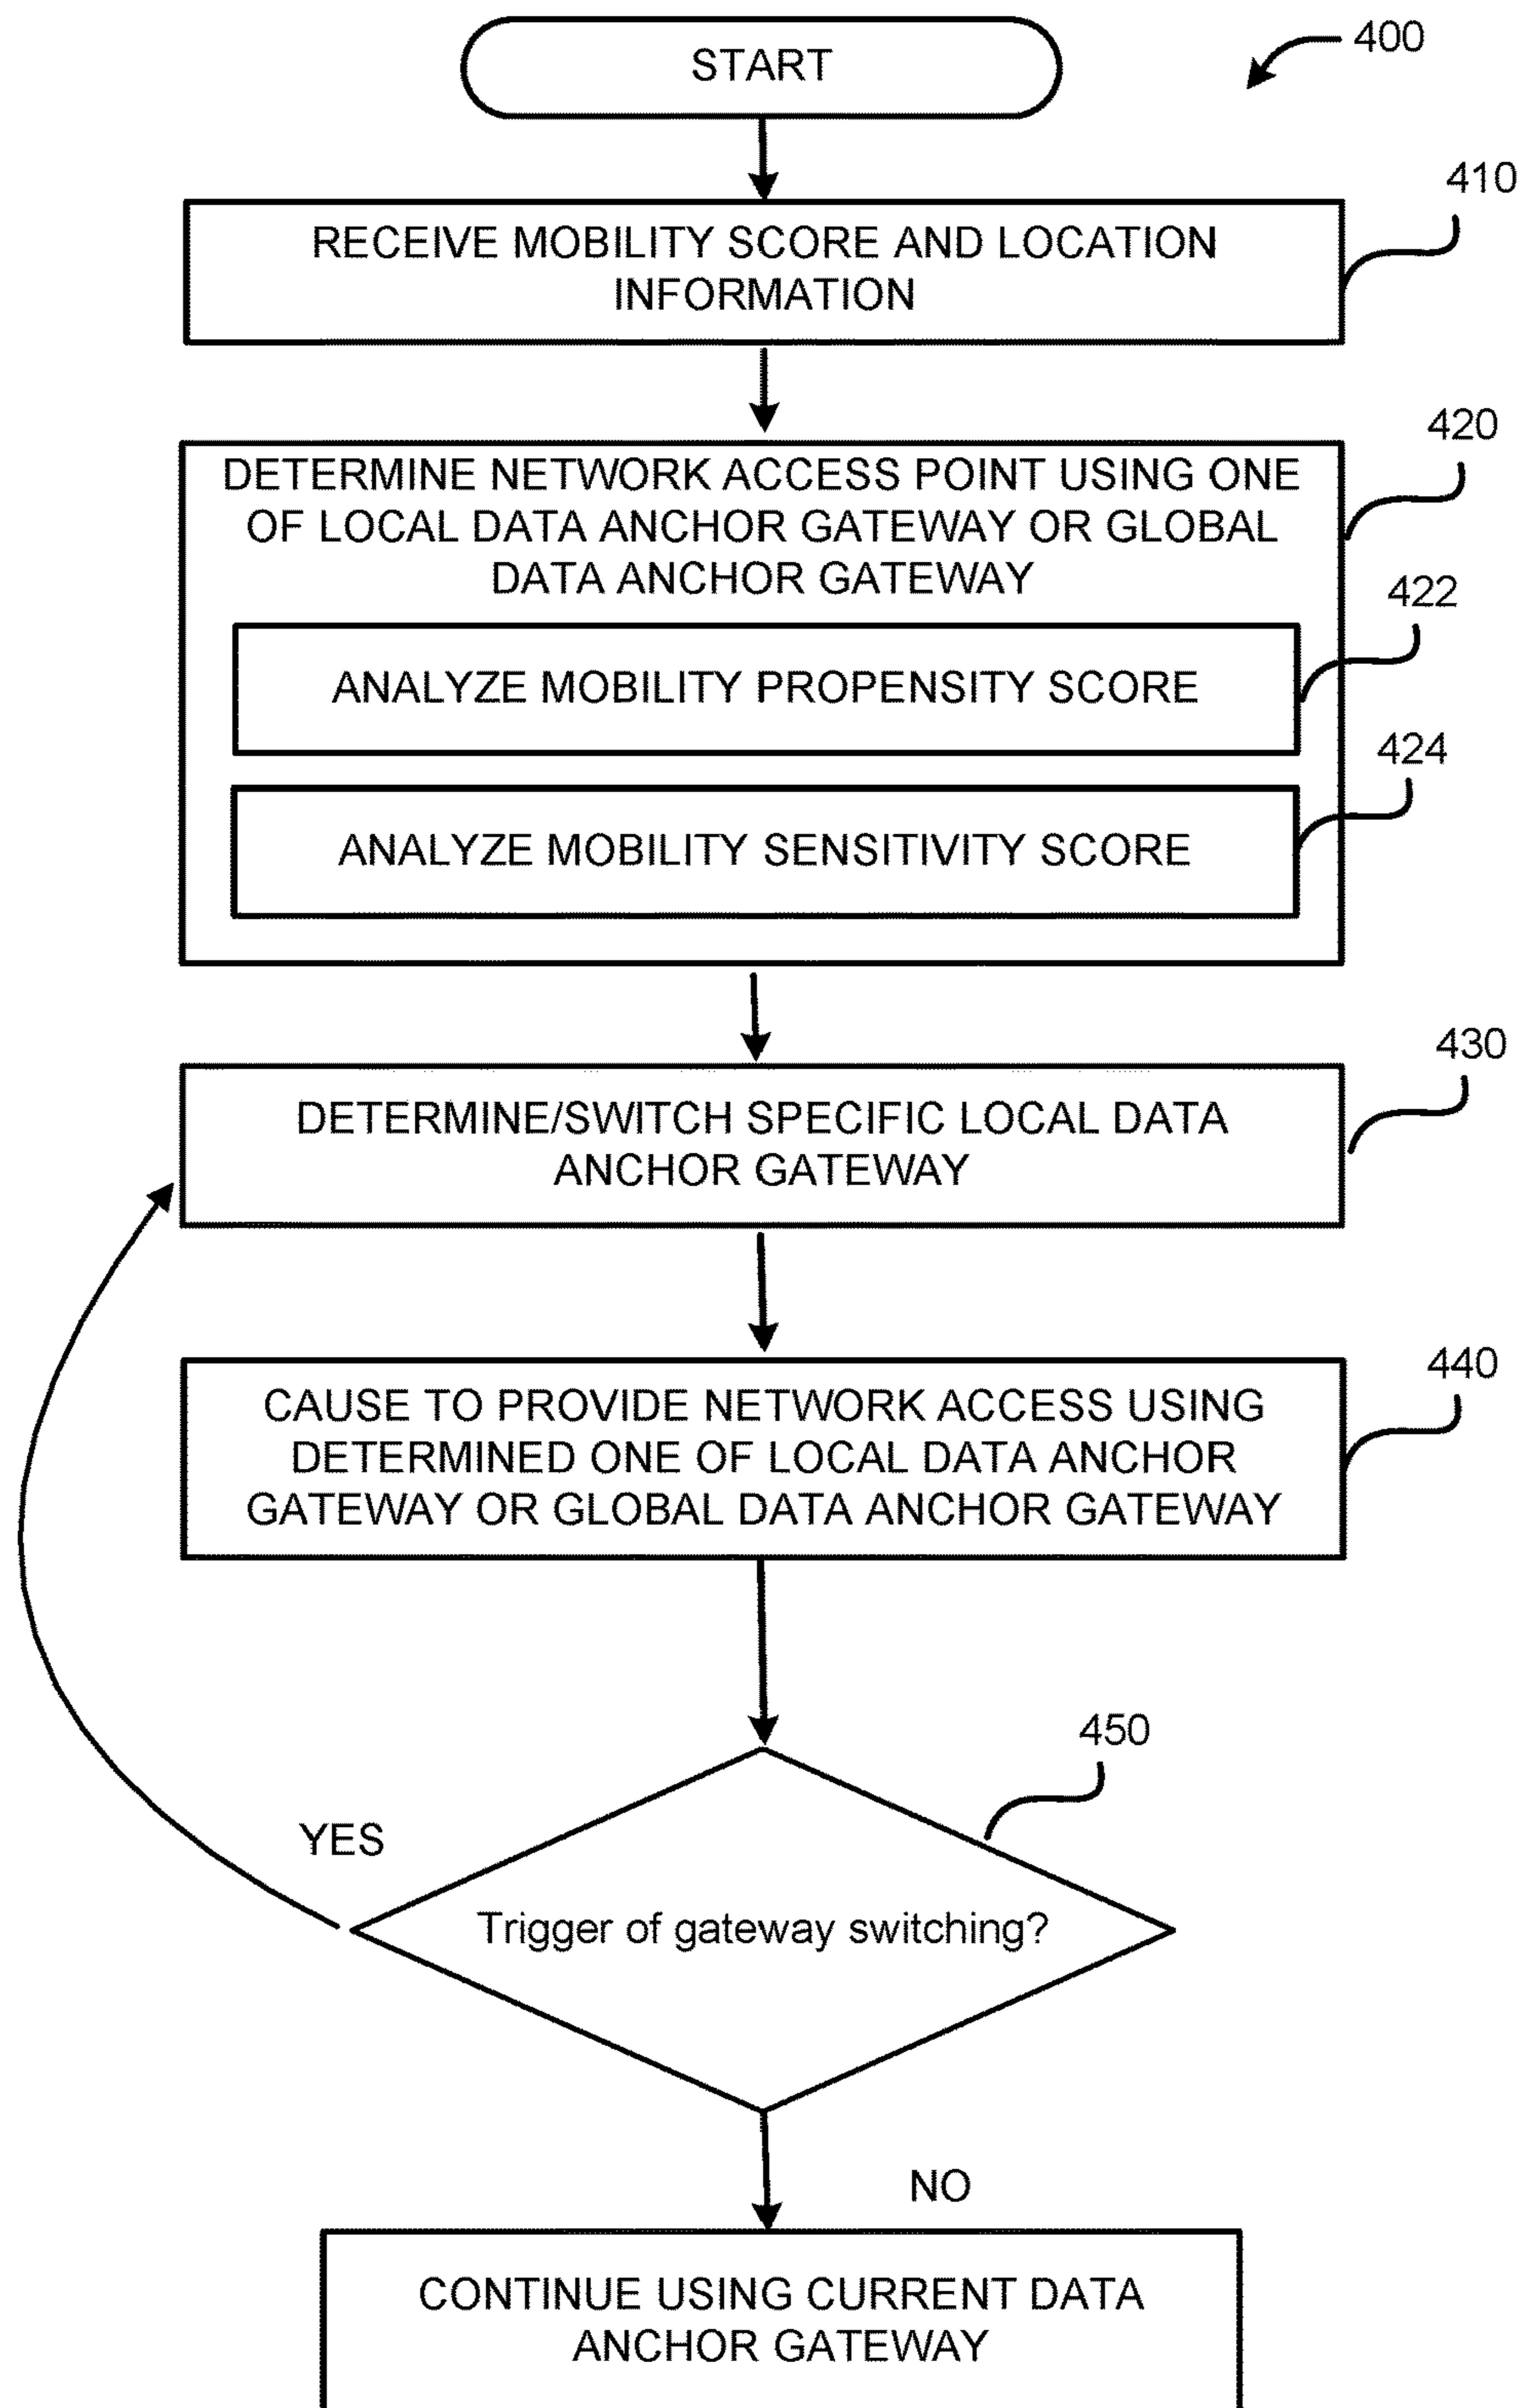 START
400
410
RECEIVE MOBILITY SCORE AND LOCATION
INFORMATION
420
DETERMINE NETWORK ACCESS POINT USING ONE
OF LOCAL DATA ANCHOR GATEWAY OR GLOBAL
DATA ANCHOR GATEWAY
422
ANALYZE MOBILITY PROPENSITY SCORE
424
ANALYZE MOBILITY SENSITIVITY SCORE
430
DETERMINE/SWITCH SPECIFIC LOCAL DATA
ANCHOR GATEWAY
440
CAUSE TO PROVIDE NETWORK ACCESS USING
DETERMINED ONE OF LOCAL DATA ANCHOR
GATEWAY OR GLOBAL DATA ANCHOR GATEWAY
450
YES
Trigger of gateway switching?
NO
CONTINUE USING CURRENT DATA
ANCHOR GATEWAY